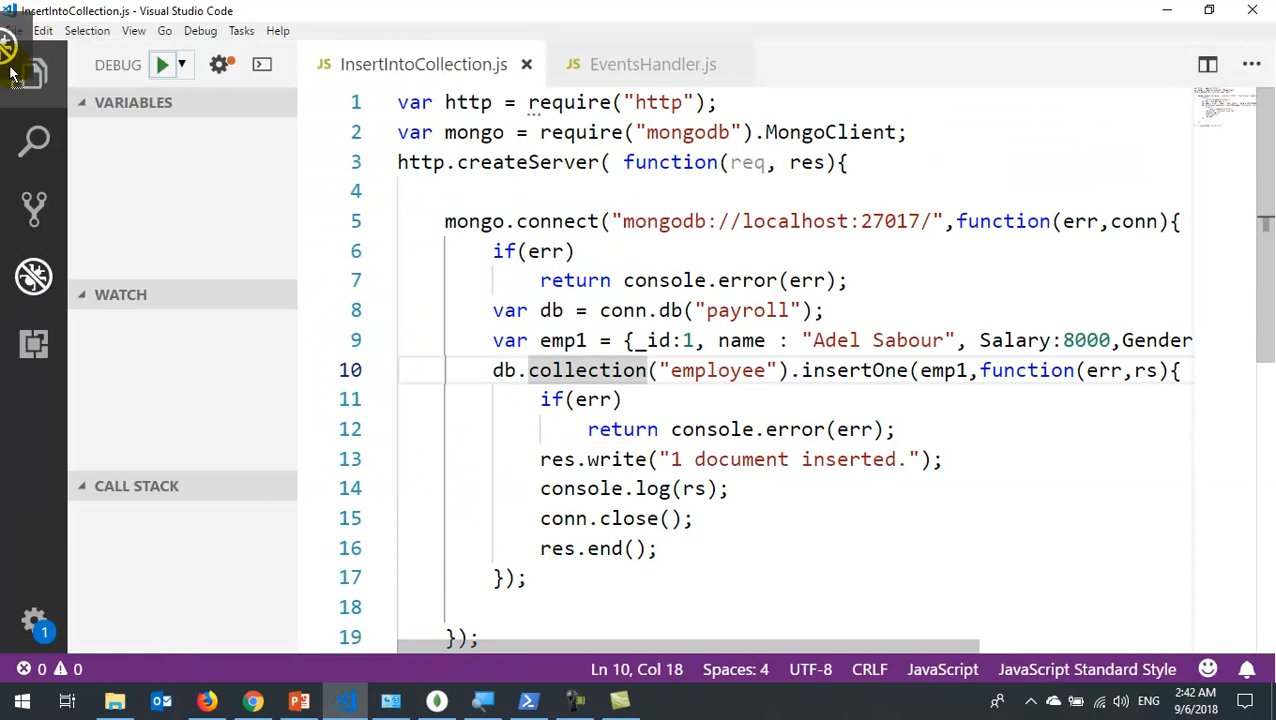 InsertIntoCollection.js - Visual Studio Code
Edit Selection View Go Debug Tasks Help
DEBUG
JS InsertIntoCollection.js
JS EventsHandler.js
VARIABLES
WATCH
CALL STACK
1 var http = require("http");
2 var mongo = require("mongodb").MongoClient;
3 http.createServer( function(req, res){
4
5 mongo.connect("mongodb://localhost:27017/",function(err,conn){
6 if(err)
7 return console.error(err);
8 var db = conn.db("payroll");
9 var emp1 = {_id:1, name : "Adel Sabour", Salary:8000,Gender
10 db.collection("employee").insertOne(emp1,function(err,rs){
11 if(err)
12 return console.error(err);
13 res.write("1 document inserted.");
14 console.log(rs);
15 conn.close();
16 res.end();
17 });
18
19 });
1
0 0 Ln 10, Col 18 Spaces: 4 UTF-8 CRLF JavaScript JavaScript Standard Style
ENG
2:42 AM
9/6/2018